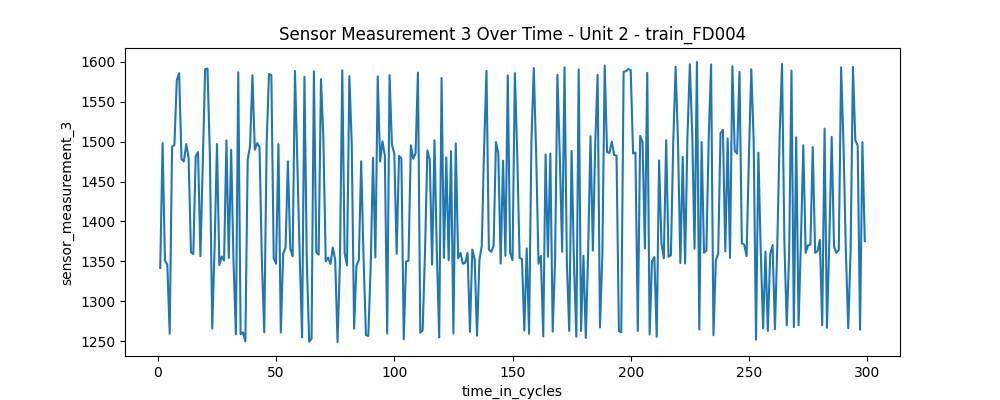 Sensor Measurement 3 Over Time - Unit 2 - train_FD004
sensor_measurement_3
1600
1550
1500
1450
1400
1350
1300
1250
0 50 100 150 200 250 300
time_in_cycles